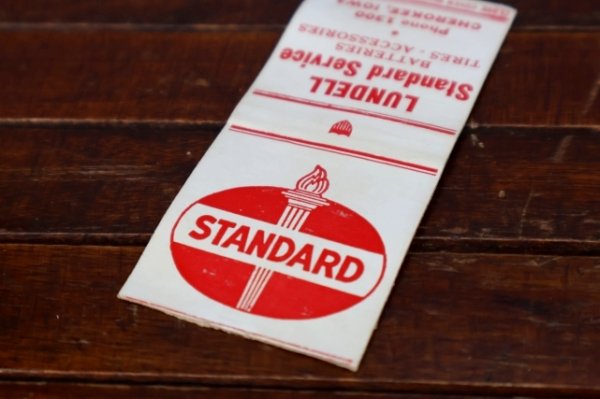 STANDARD
LUNDELL
Standard Service
TIRES - ACCESSORIES
BATTERIES
Phone 1300
CHEROKEE, IOWA